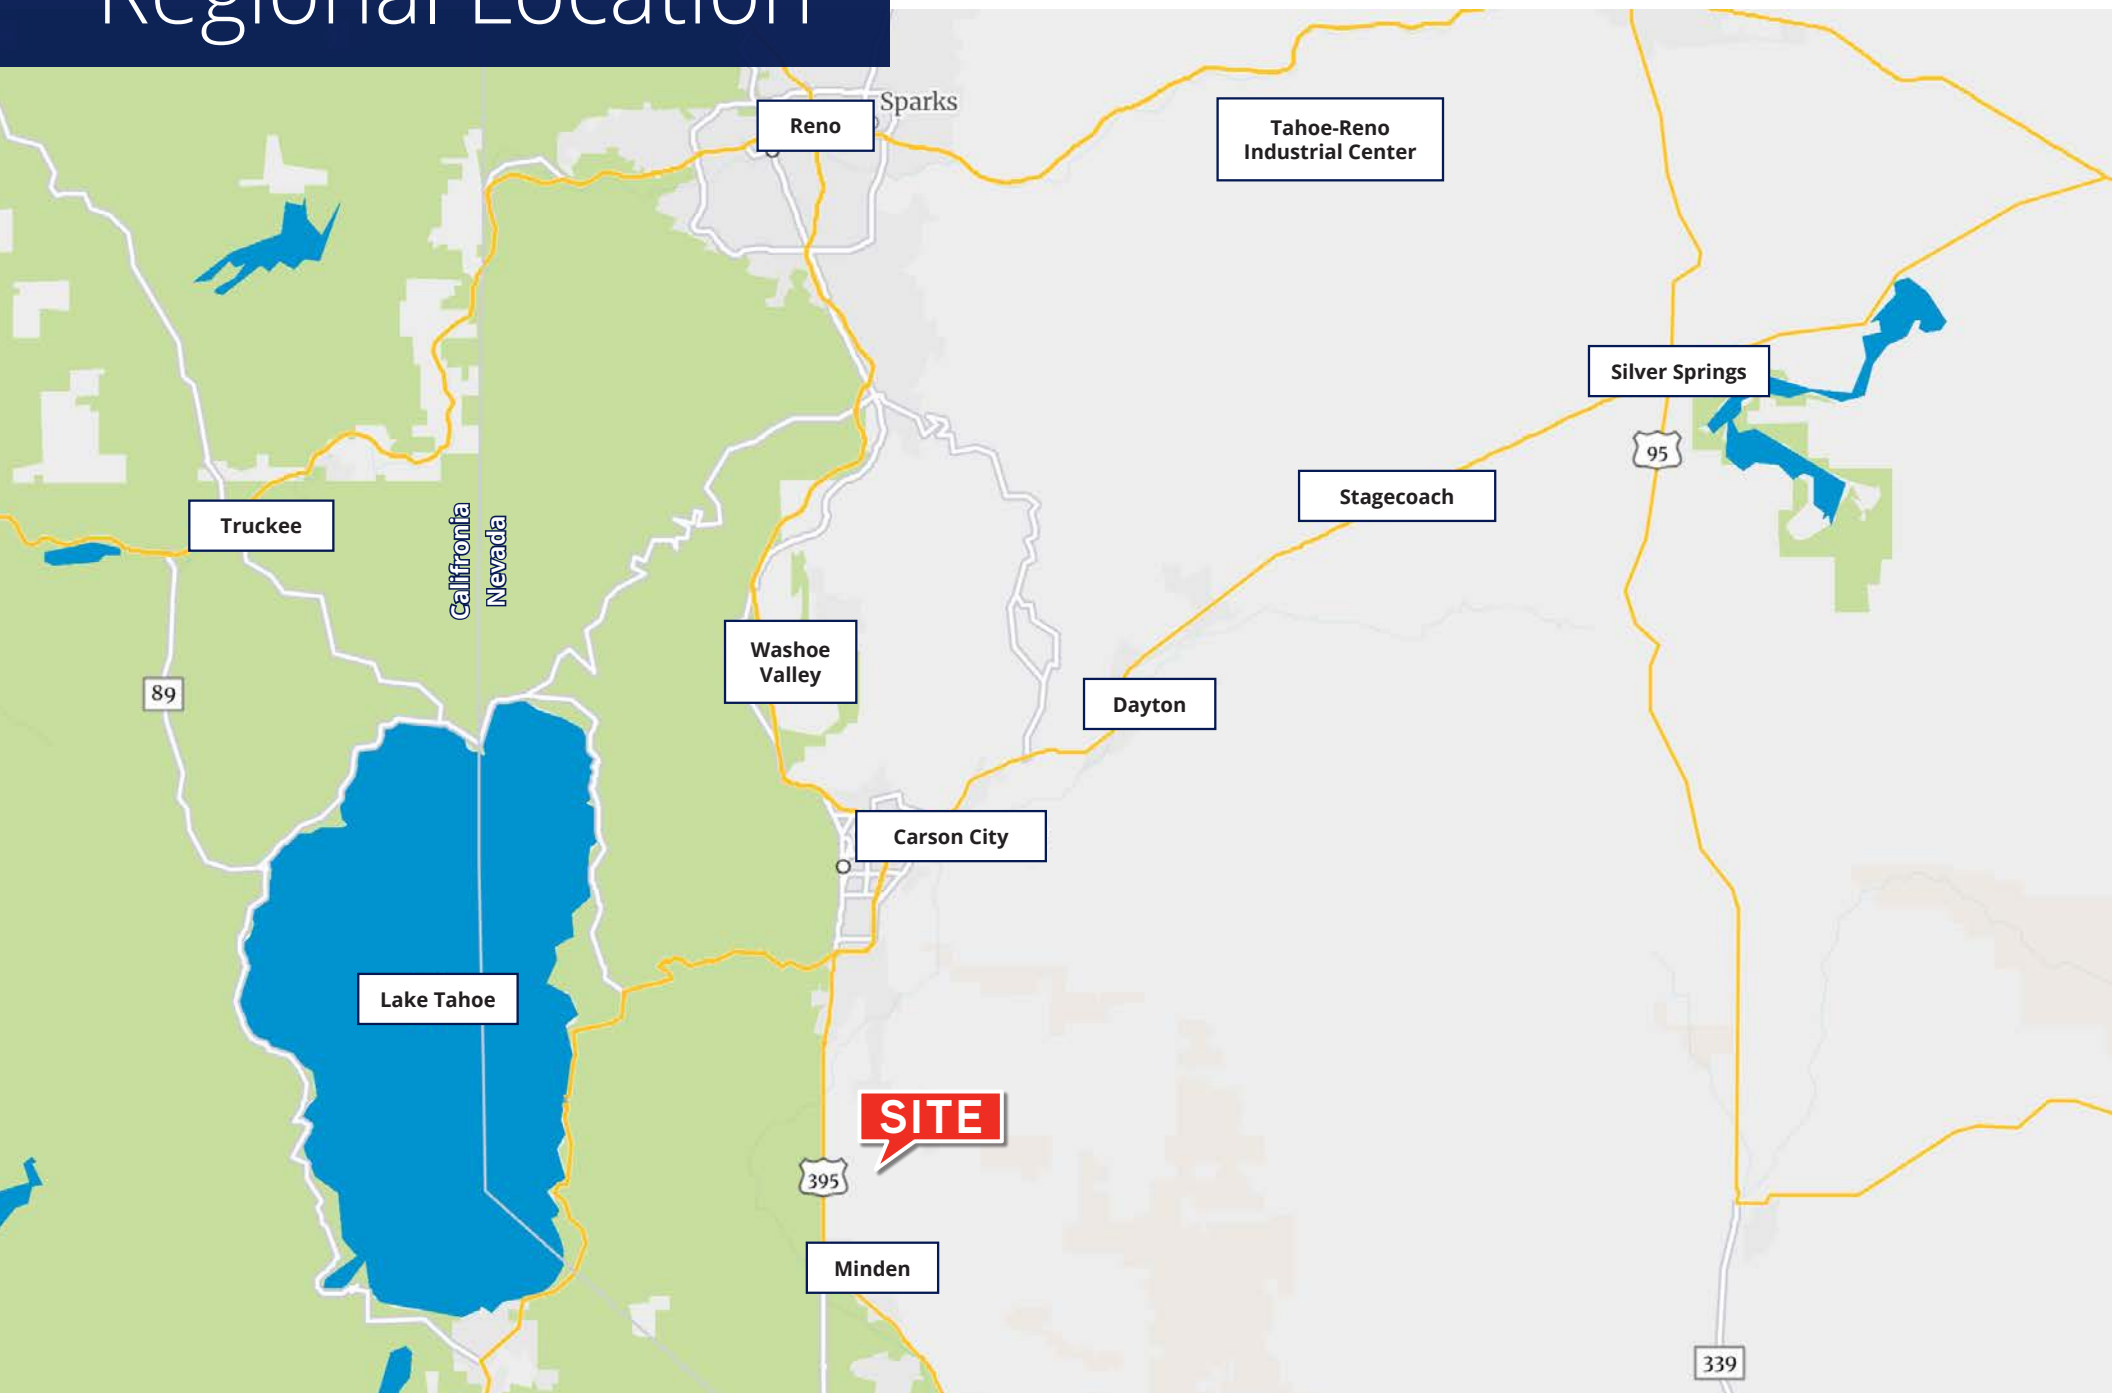 Regional Location
Sparks
Reno
Tahoe-Reno
Industrial Center
Silver Springs
95
Stagecoach
Truckee
Califronia
Nevada
Washoe
Valley
89
Dayton
Carson City
Lake Tahoe
SITE
395
Minden
339